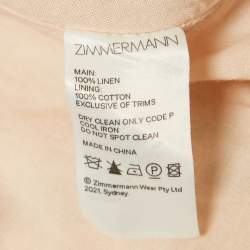 ZIMMERMANN
MAIN:
100% LINEN
LINING:
100% COTTON
EXCLUSIVE OF TRIMS
DRY CLEAN ONLY CODE P
COOL IRON
DO NOT SPOT CLEAN
MADE IN CHINA
P
© Zimmermann Wear Pty Ltd
2021, Sydney.